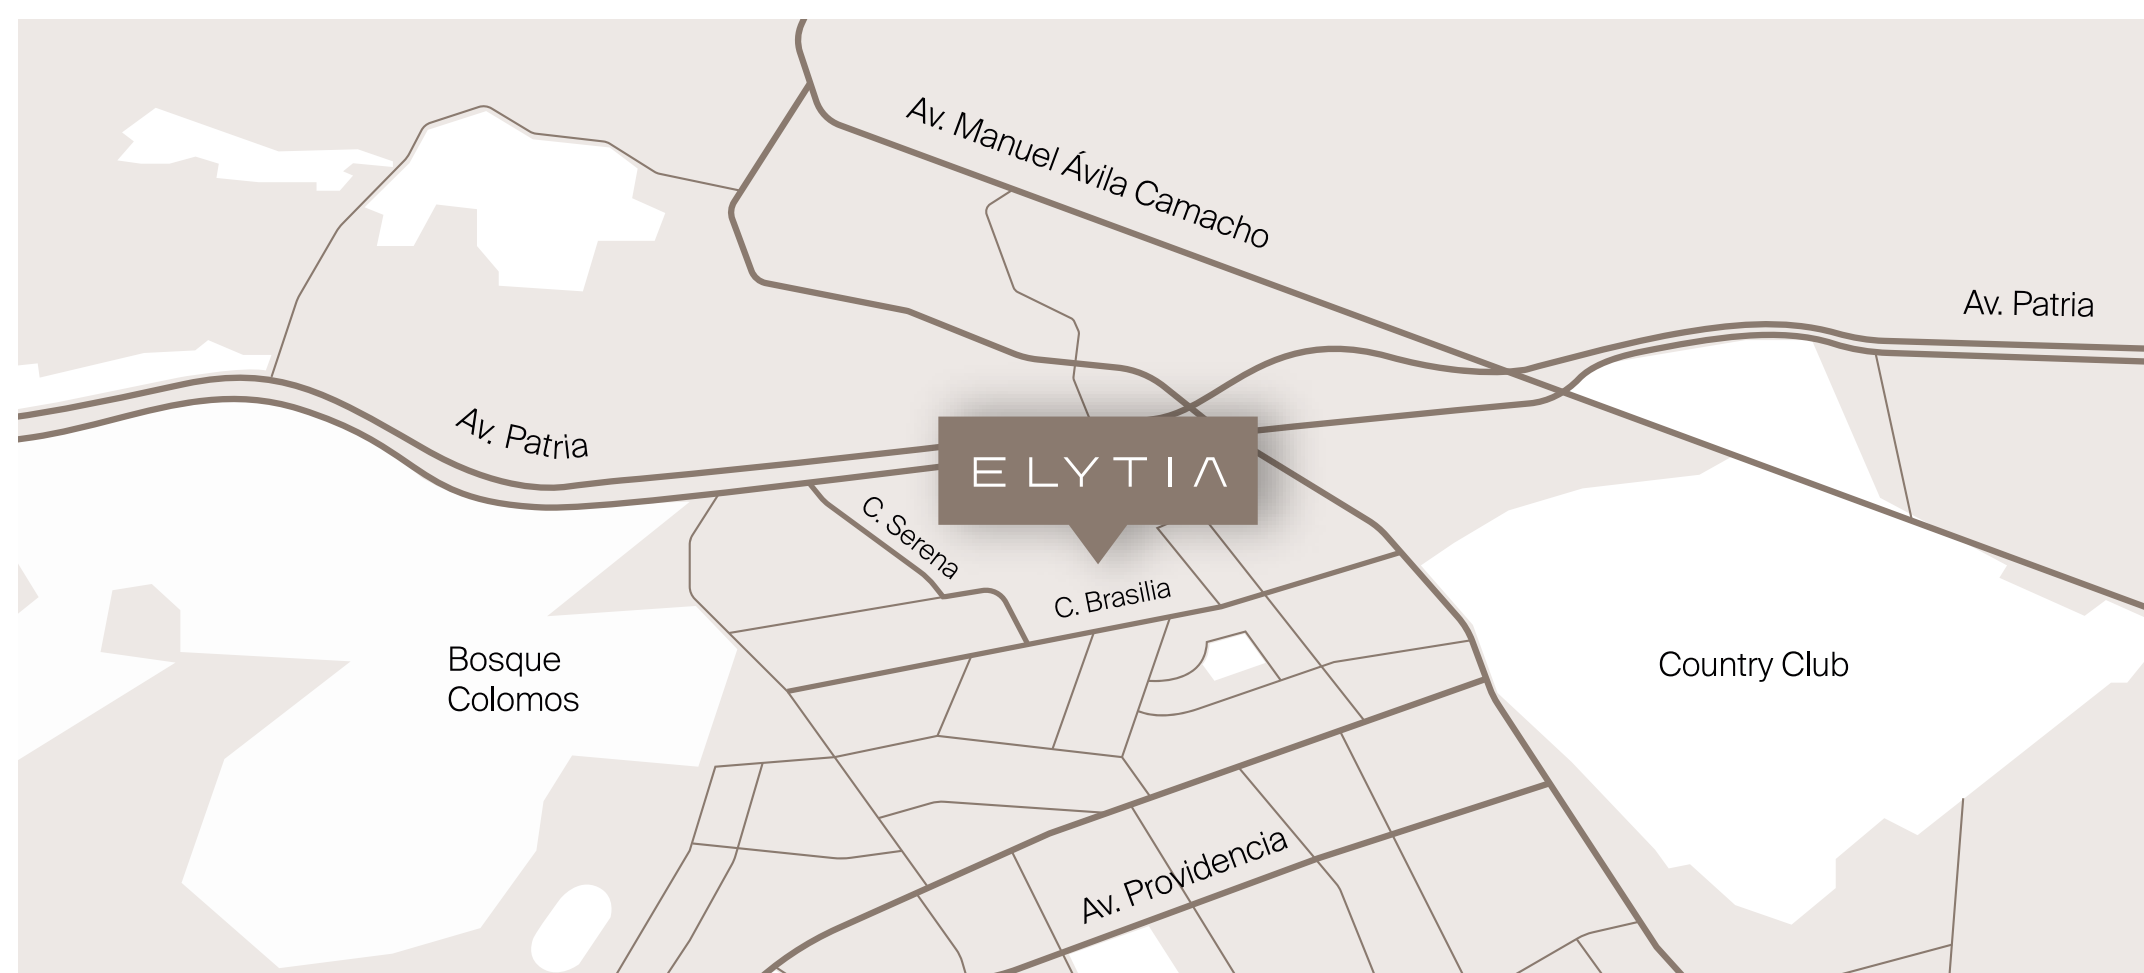 Av. Manuel Ávila Camacho
Av. Patria
Av. Patria
ELYTIA
C. Serena
C. Brasilia
Bosque
Colomos
Country Club
Av. Providencia